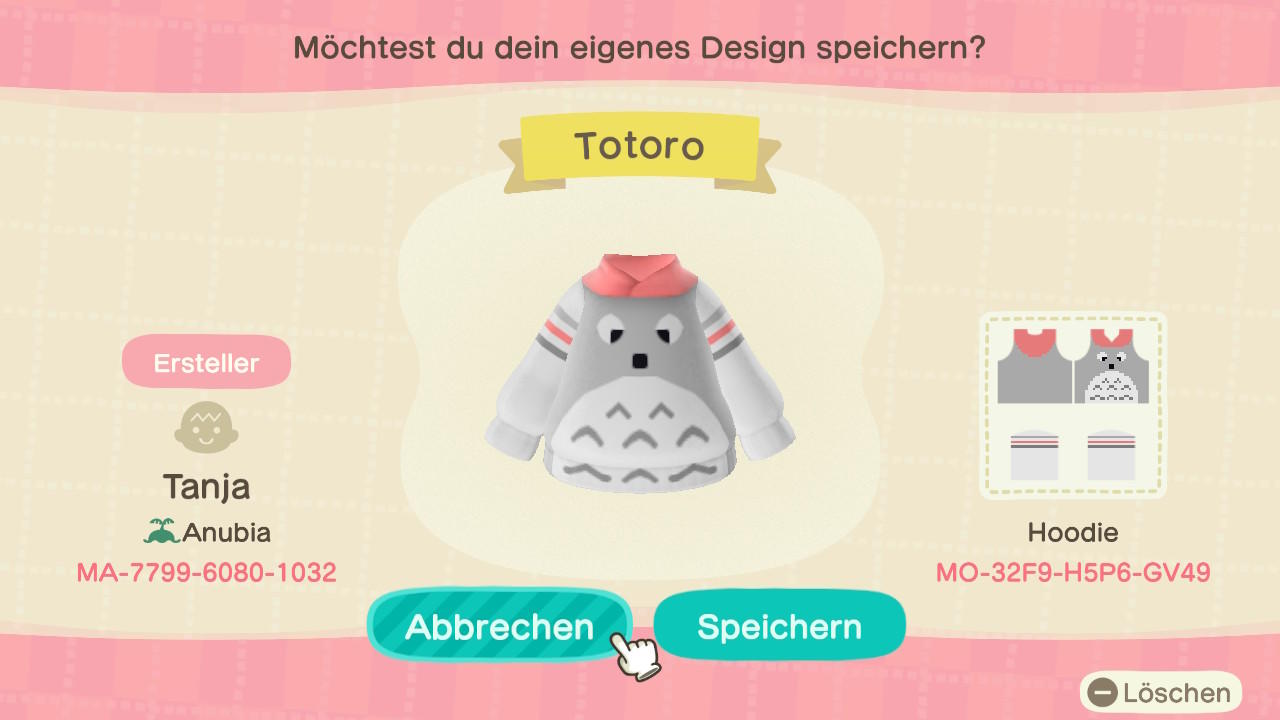 Möchtest du dein eigenes Design speichern?
Totoro
Ersteller
Tanja
Anubia
MA-7799-6080-1032
Hoodie
MO-32F9-H5P6-GV49
Abbrechen
Speichern
Löschen